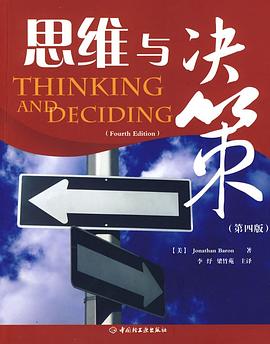 思维与决策
THINKING
AND DECIDING
(Fourth Edition)
(第四版)
[美] Jonathan Baron 著
李纾 梁竹苑 主译
中国轻工业出版社